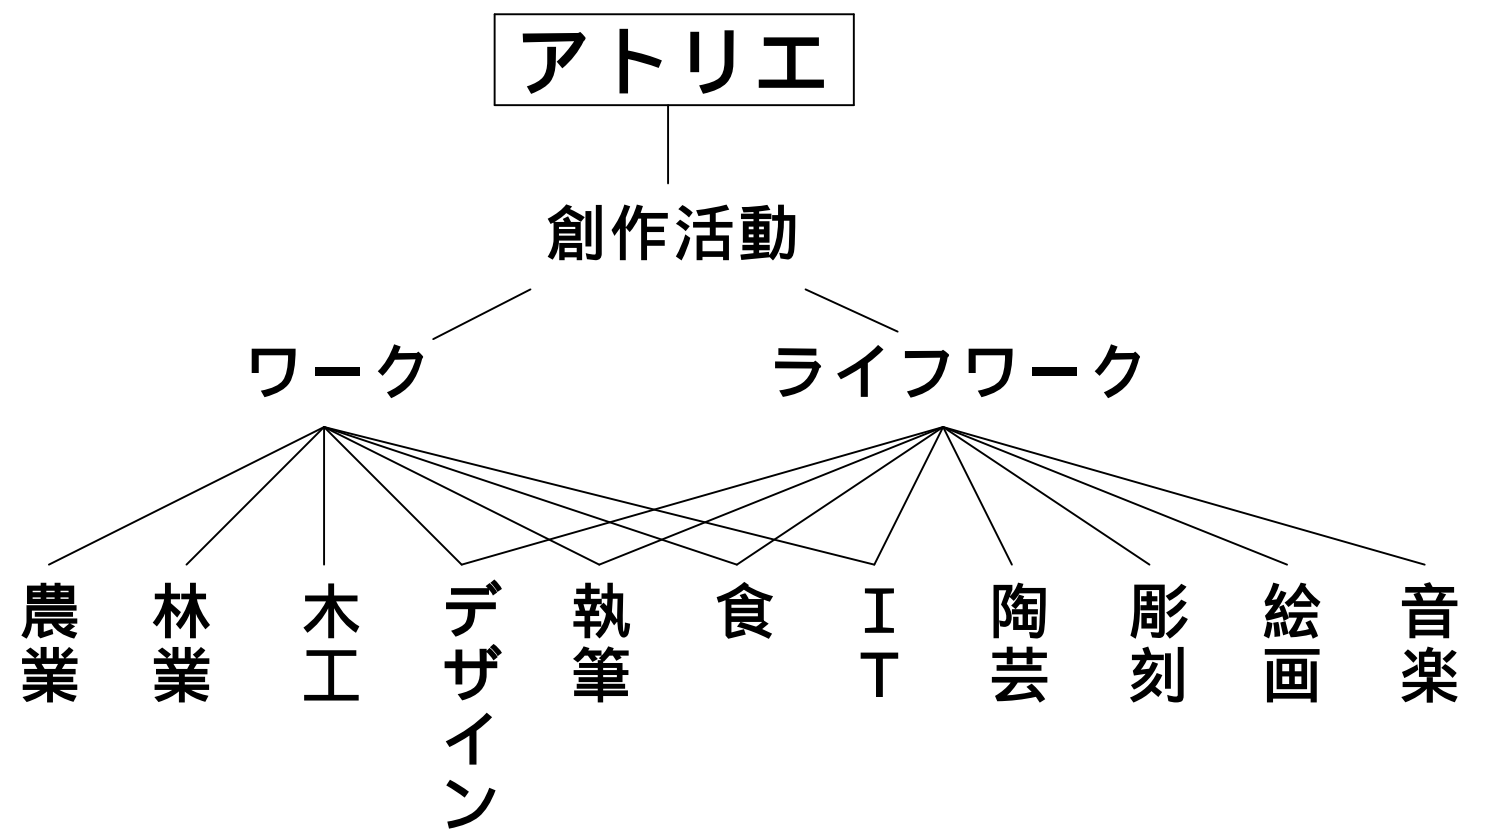 アトリエ
創作活動
ワーク
ライフワーク
農業
林業
木工
デザイン
執筆
食
IT
陶芸
彫刻
絵画
音楽